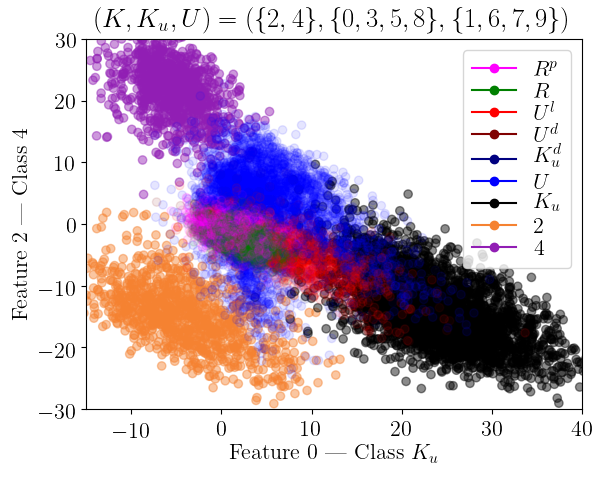 (K, K_u, U) = ({2, 4}, {0, 3, 5, 8}, {1, 6, 7, 9})
30
20
10
0
−10
−20
−30
Feature 2 — Class 4
R^p
R
U^l
U^d
K_u^d
U
K_u
2
4
−10 0 10 20 30 40
Feature 0 — Class K_u